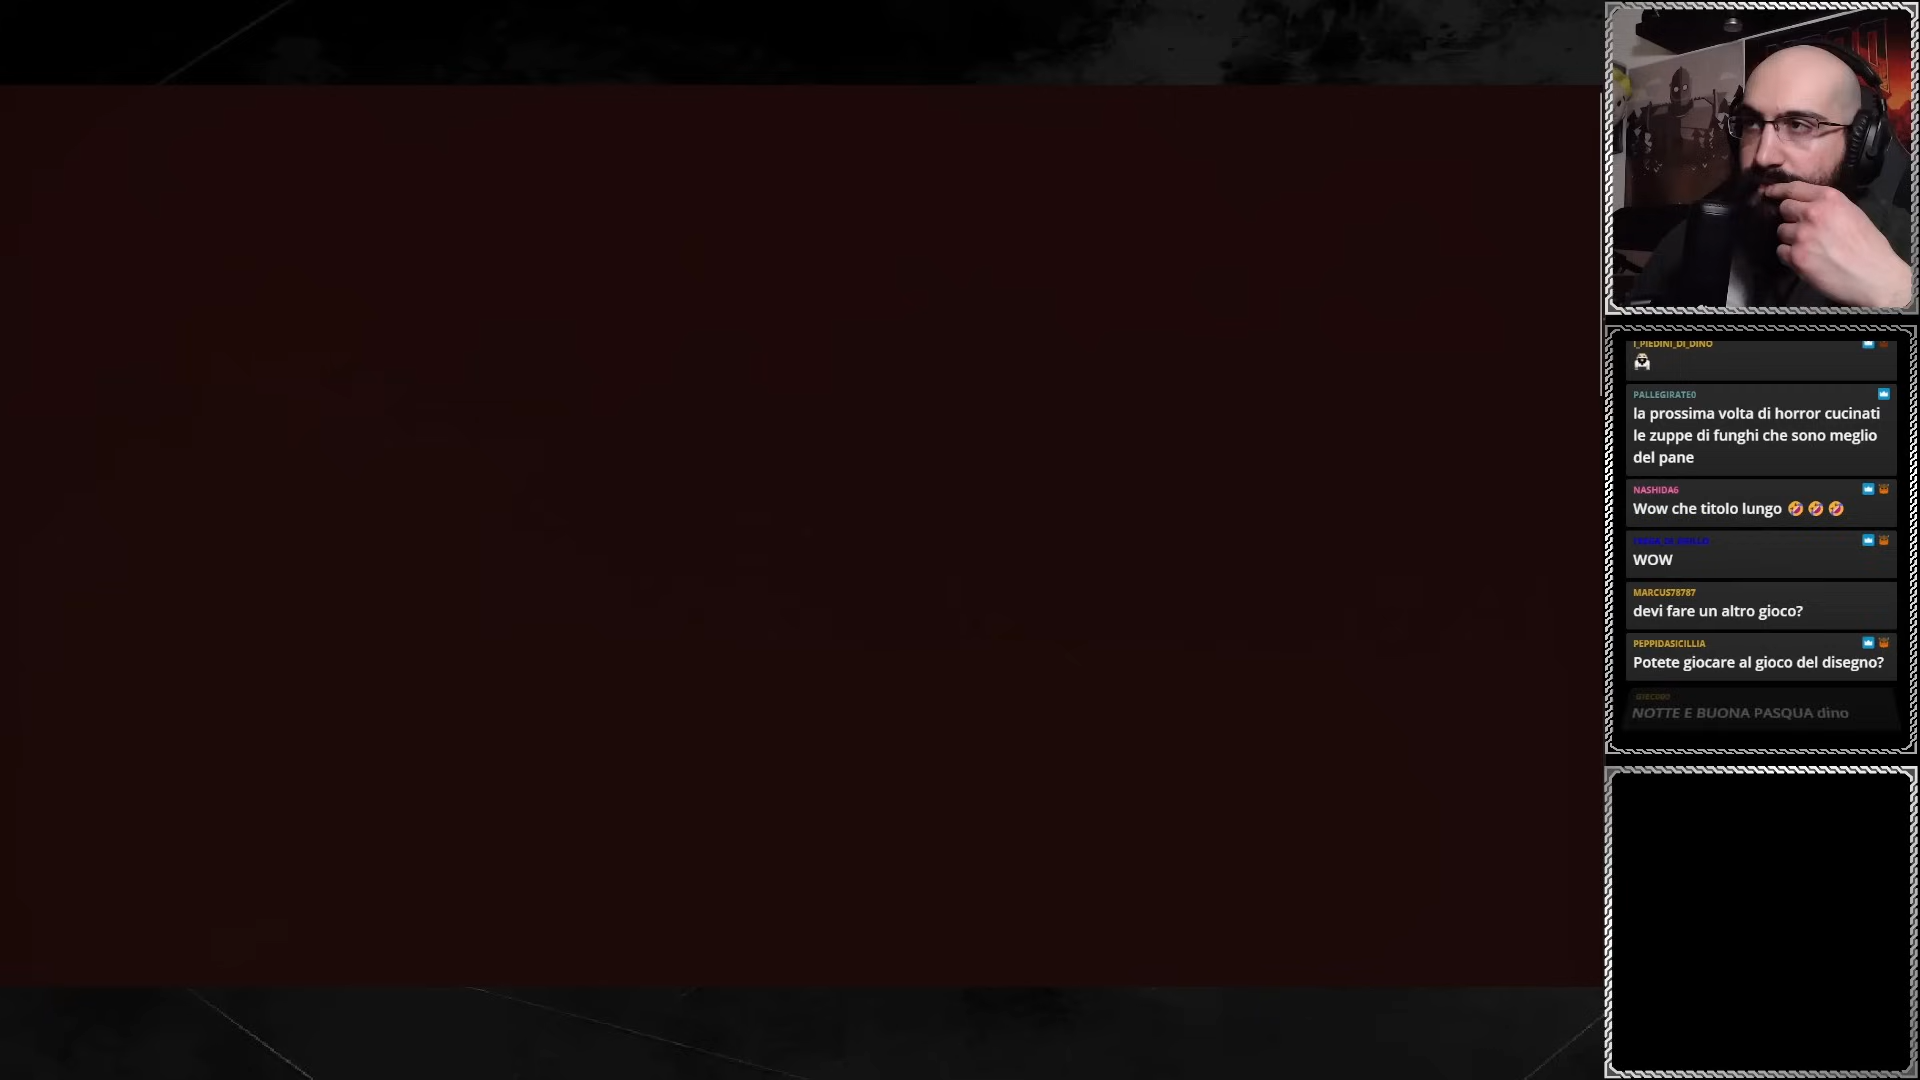 I_PIEDINI_DI_DINO
PALLEGIRATE0
la prossima volta di horror cucinati
le zuppe di funghi che sono meglio
del pane
NASHIDA6
Wow che titolo lungo 🤣 🤣 🤣
WOW
MARCUS78787
devi fare un altro gioco?
PEPPIDASICILLIA
Potete giocare al gioco del disegno?
NOTTE E BUONA PASQUA dino